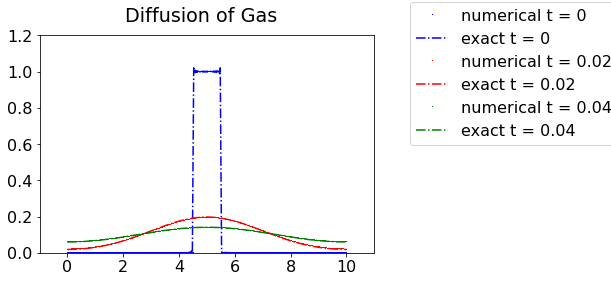 Diffusion of Gas
1.2
1.0
0.8
0.6
0.4
0.2
0.0
0 2 4 6 8 10
numerical t = 0
exact t = 0
numerical t = 0.02
exact t = 0.02
numerical t = 0.04
exact t = 0.04